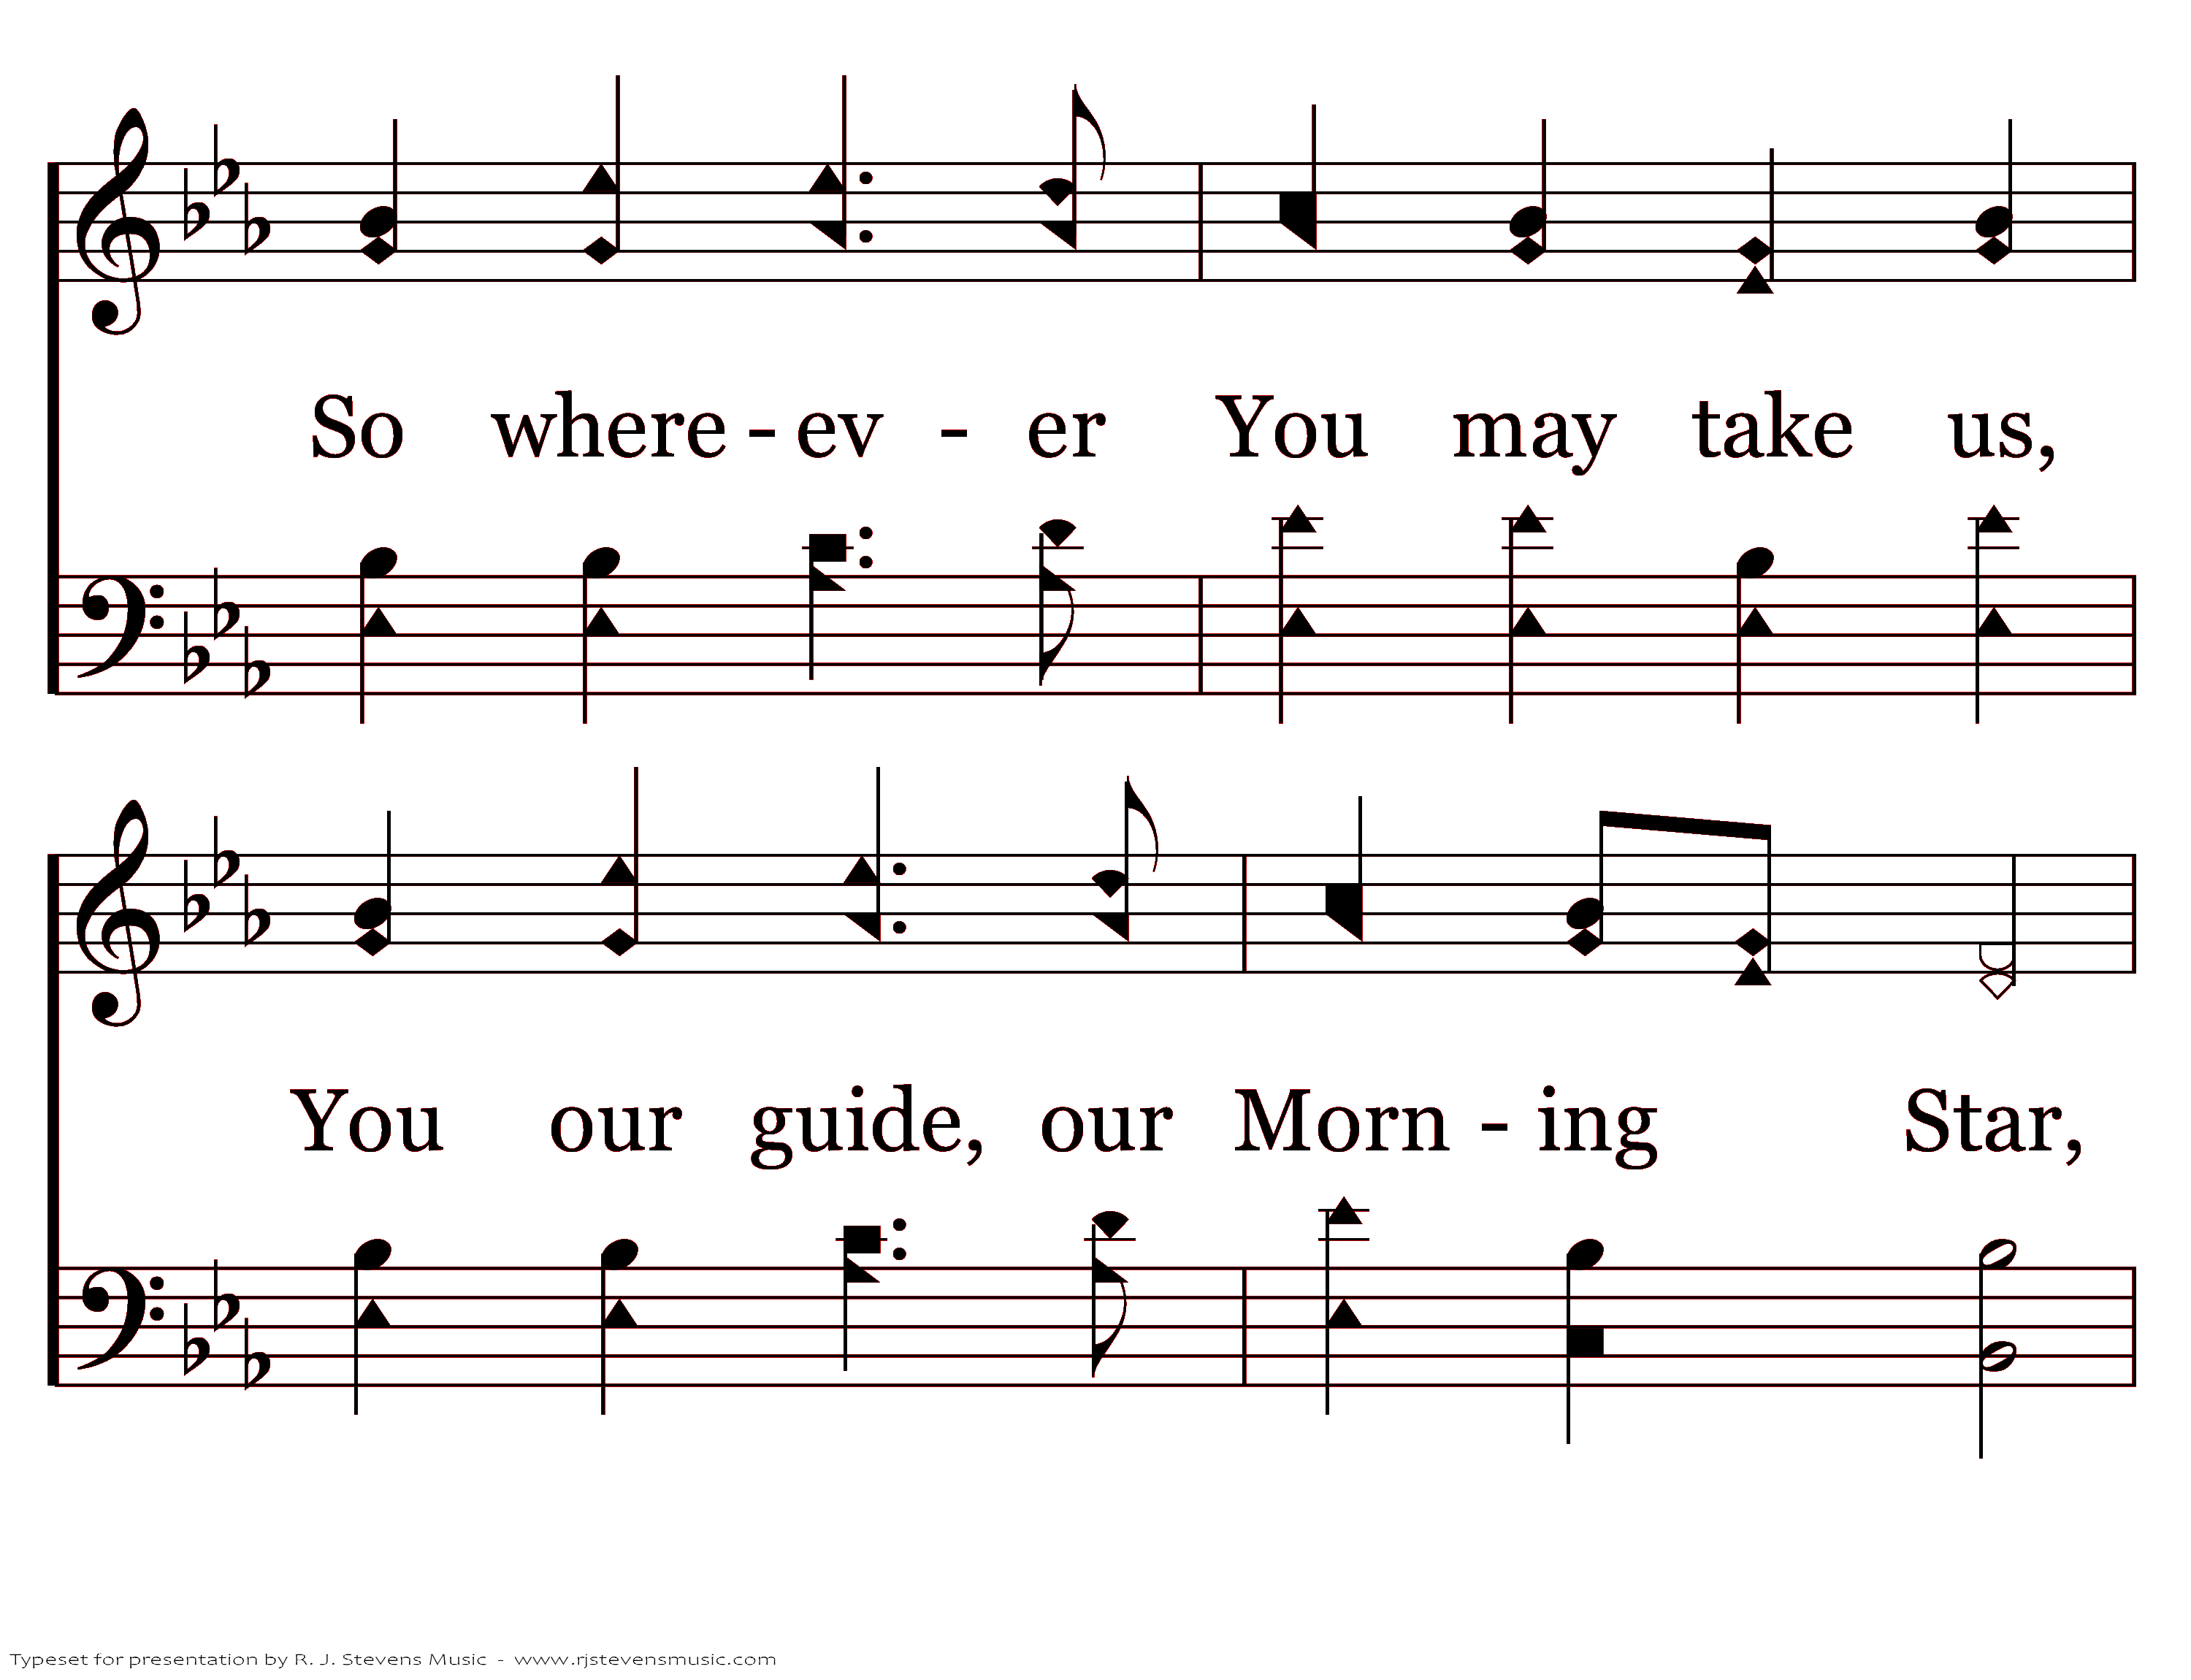 So where - ev - er You may take us,
You our guide, our Morn - ing Star,
Typeset for presentation by R. J. Stevens Music - www.rjstevensmusic.com